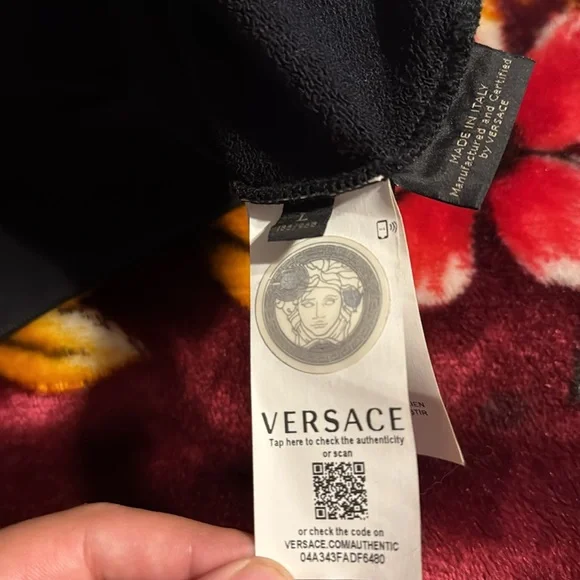 MADE IN ITALY
Manufactured and Certified
by VERSACE
L
VERSACE
Tap here to check the authenticity
or scan
or check the code on
VERSACE.COM/AUTHENTIC
04A343FADF6480